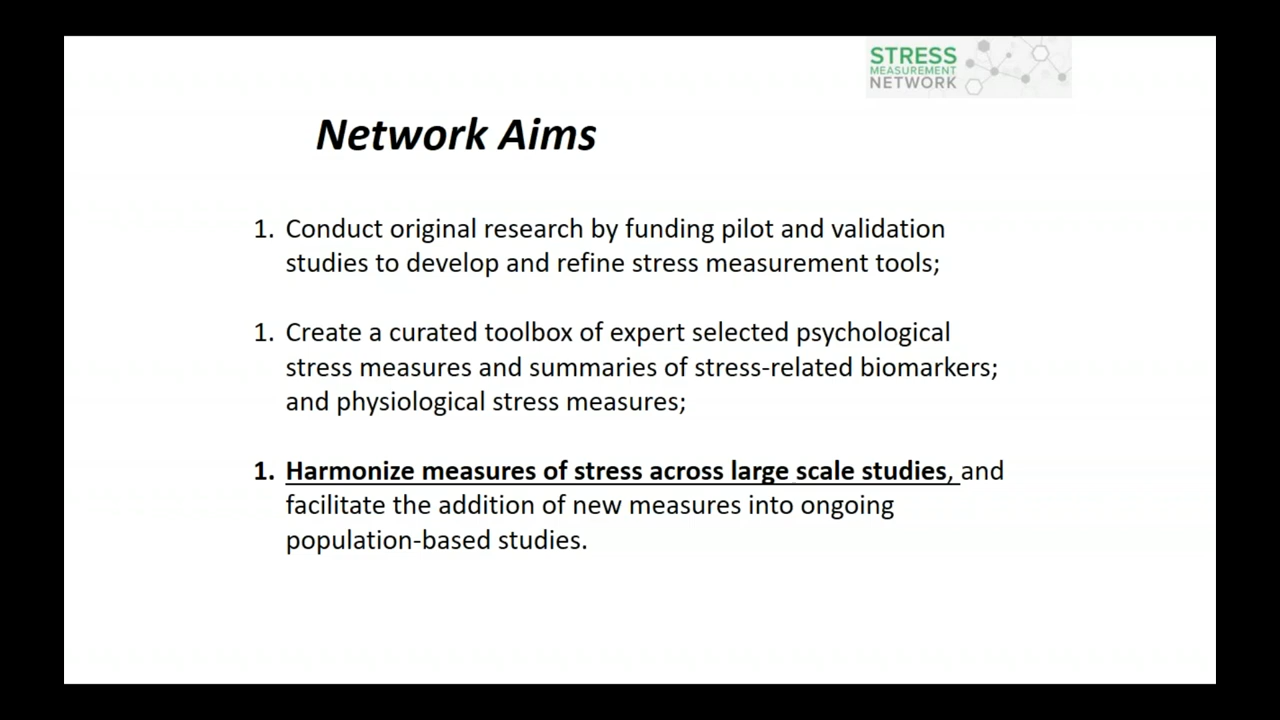 STRESS
MEASUREMENT
NETWORK
Network Aims
1. Conduct original research by funding pilot and validation
studies to develop and refine stress measurement tools;
1. Create a curated toolbox of expert selected psychological
stress measures and summaries of stress-related biomarkers;
and physiological stress measures;
1. Harmonize measures of stress across large scale studies, and
facilitate the addition of new measures into ongoing
population-based studies.